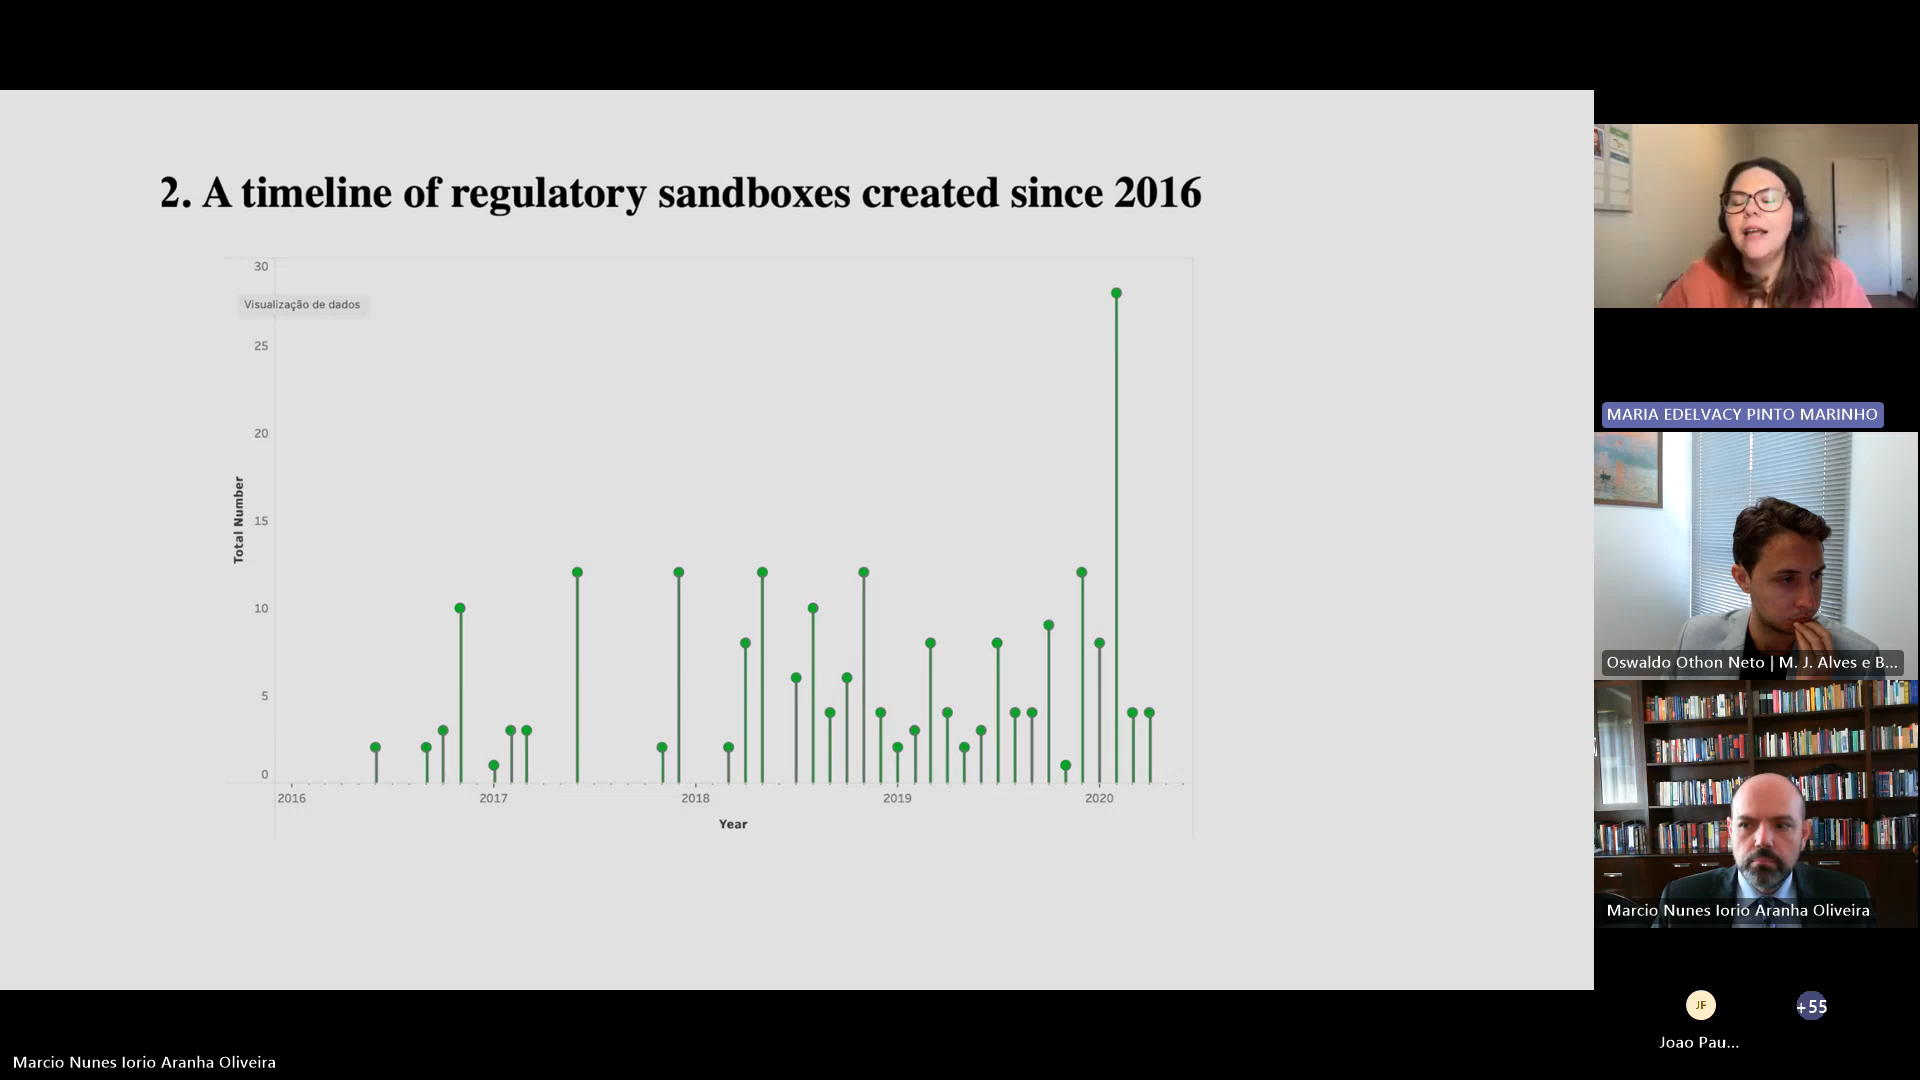 2. A timeline of regulatory sandboxes created since 2016
30
Visualização de dados
25
20
15
10
5
0
Total Number
2016
2017
2018
2019
2020
Year
MARIA EDELVACY PINTO MARINHO
Oswaldo Othon Neto | M. J. Alves e B...
Marcio Nunes Iorio Aranha Oliveira
JF
+55
Joao Pau...
Marcio Nunes Iorio Aranha Oliveira